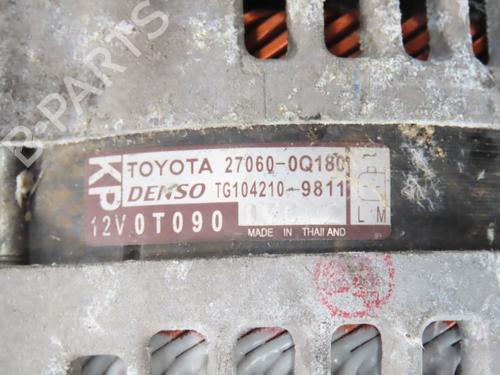 B-PARTS
KP
TOYOTA 27060-0Q180
DENSO TG104210-9811
12V 0T090
L M
MADE IN THAILAND